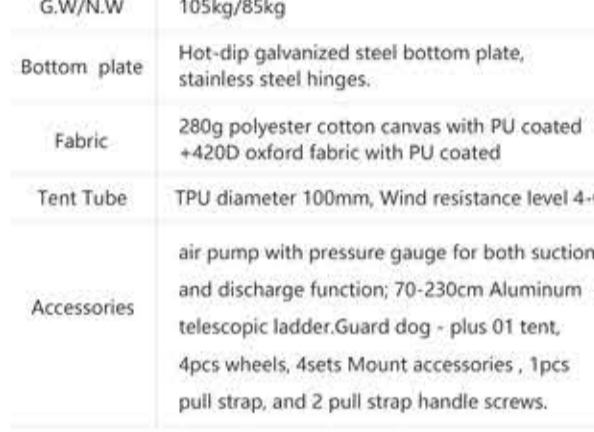 G.W/N.W 105kg/85kg
Bottom plate
Hot-dip galvanized steel bottom plate,
stainless steel hinges.
Fabric
280g polyester cotton canvas with PU coated
+420D oxford fabric with PU coated
Tent Tube TPU diameter 100mm, Wind resistance level 4-
Accessories
air pump with pressure gauge for both suction
and discharge function; 70-230cm Aluminum
telescopic ladder.Guard dog - plus 01 tent,
4pcs wheels, 4sets Mount accessories , 1pcs
pull strap, and 2 pull strap handle screws.